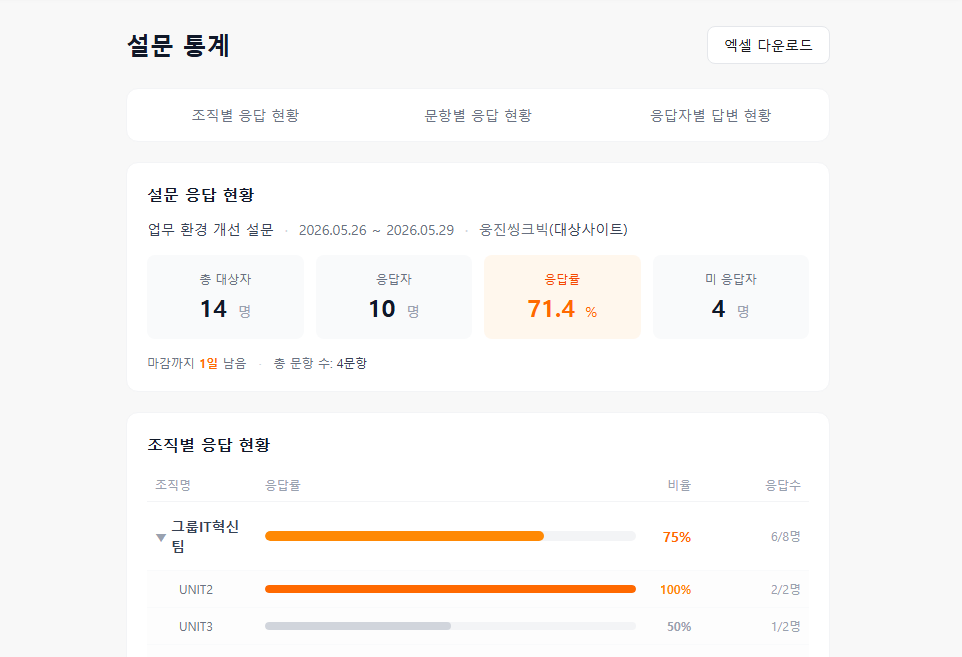 설문 통계
엑셀 다운로드
조직별 응답 현황 문항별 응답 현황 응답자별 답변 현황
설문 응답 현황
업무 환경 개선 설문 · 2026.05.26 ~ 2026.05.29 · 웅진씽크빅(대상사이트)
총 대상자
14 명
응답자
10 명
응답률
71.4 %
미 응답자
4 명
마감까지 1일 남음 · 총 문항 수: 4문항
조직별 응답 현황
조직명 응답률 비율 응답수
▼ 그룹IT혁신
팀
75% 6/8명
UNIT2 100% 2/2명
UNIT3 50% 1/2명